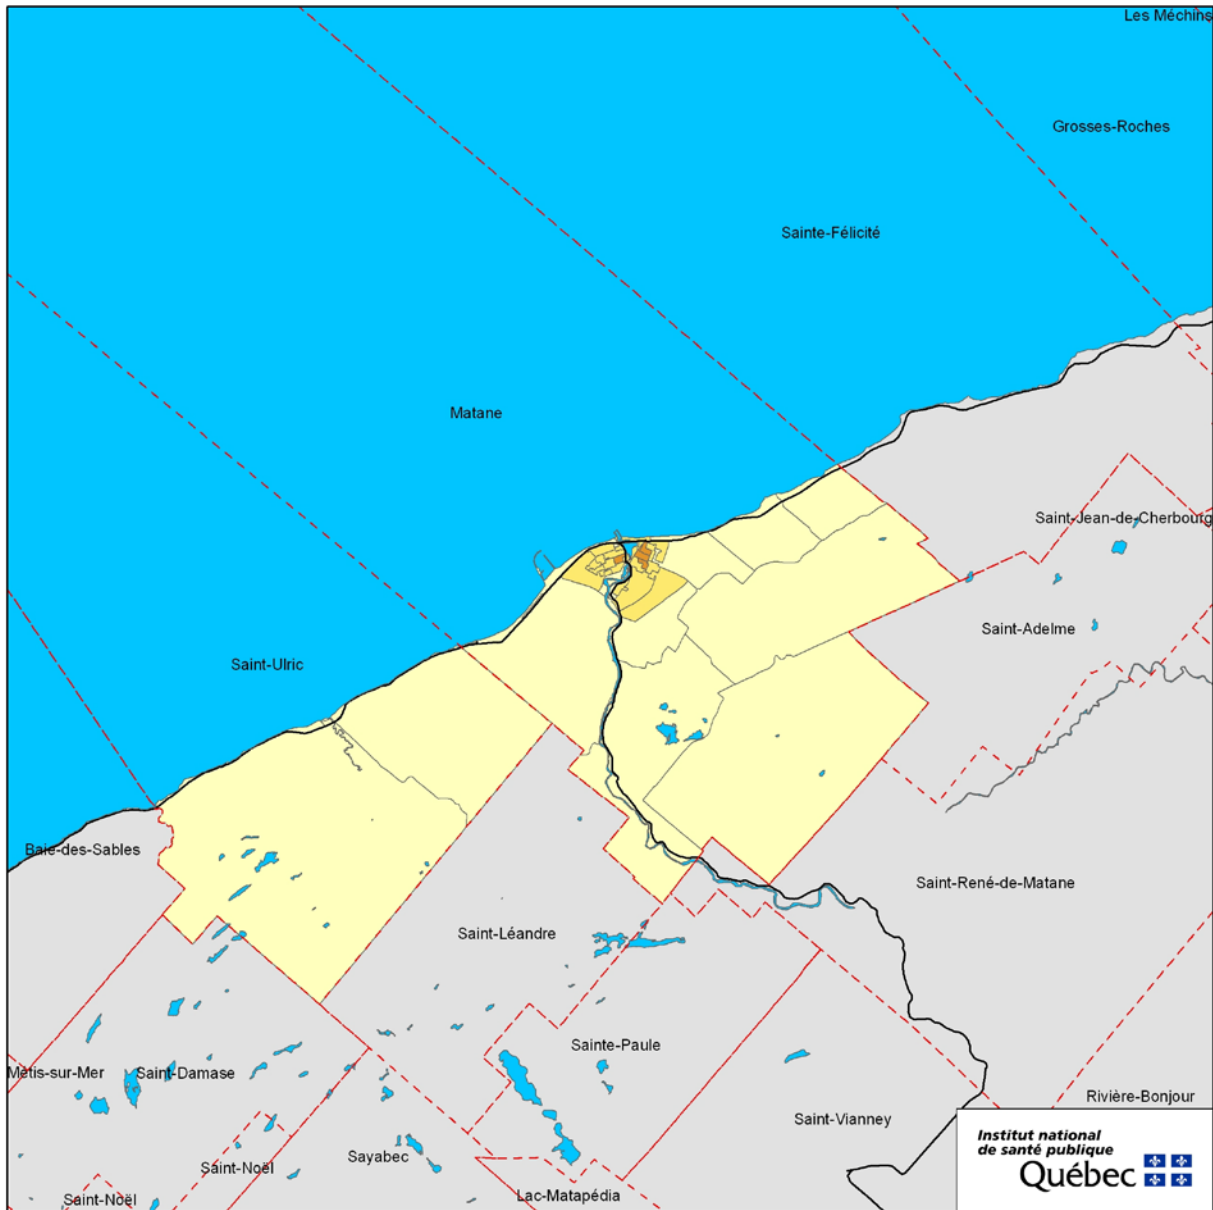 Les Méchins
Grosses-Roches
Sainte-Félicité
Matane
Saint-Jean-de-Cherbourg
Saint-Adelme
Saint-Ulric
Baie-des-Sables
Saint-René-de-Matane
Saint-Léandre
Sainte-Paule
Métis-sur-Mer
Saint-Damase
Rivière-Bonjour
Saint-Vianney
Sayabec
Saint-Noël
Lac-Matapédia
Saint-Noël
Institut national
de santé publique
Québec